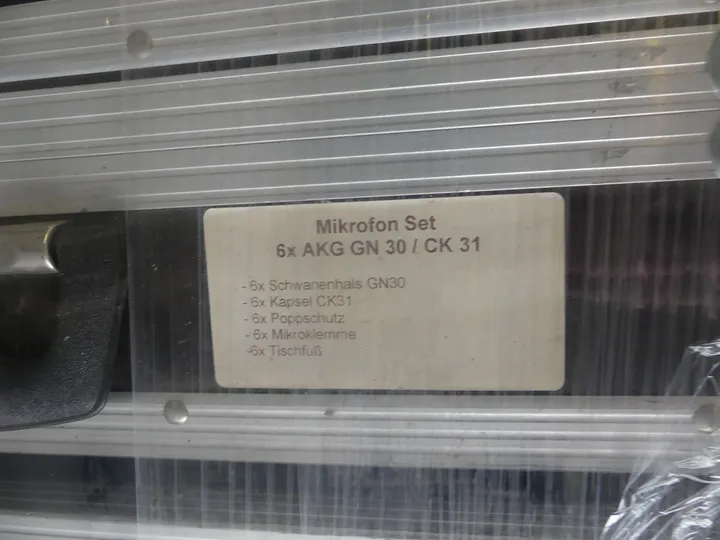 Mikrofon Set
6x AKG GN 30 / CK 31
- 6x Schwanenhals GN30
- 6x Kapsel CK31
- 6x Poppschutz
- 6x Mikroklemme
-6x Tischfuß